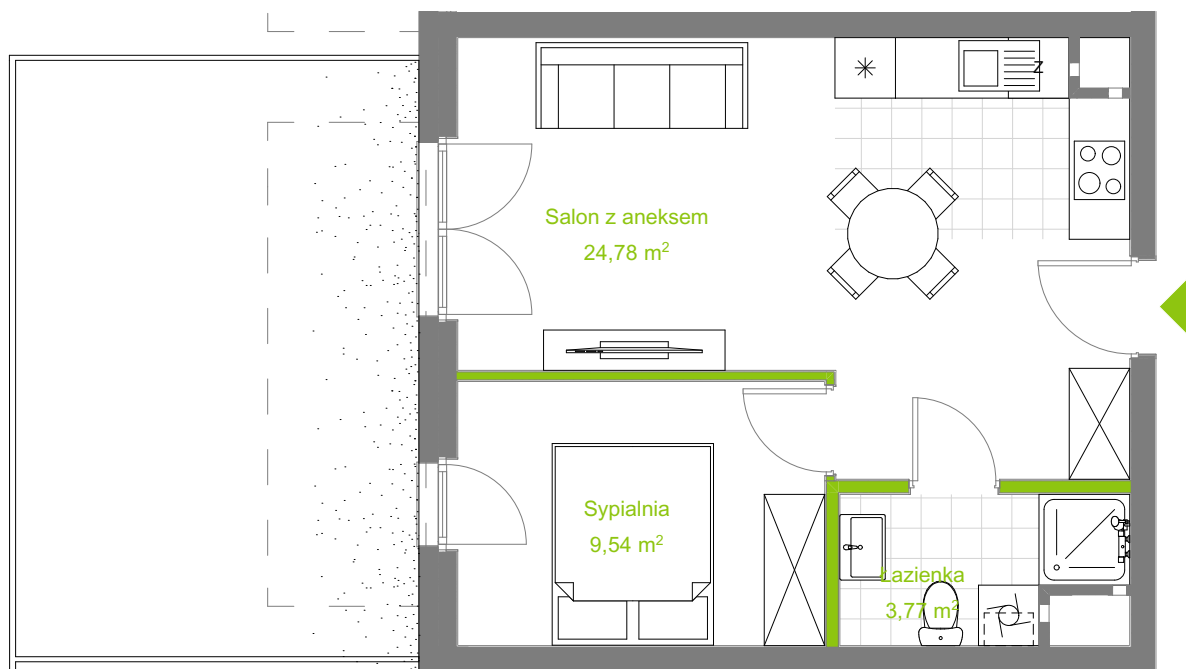 Z
Salon z aneksem
24,78 m²
Sypialnia
9,54 m²
Łazienka
3,77 m²